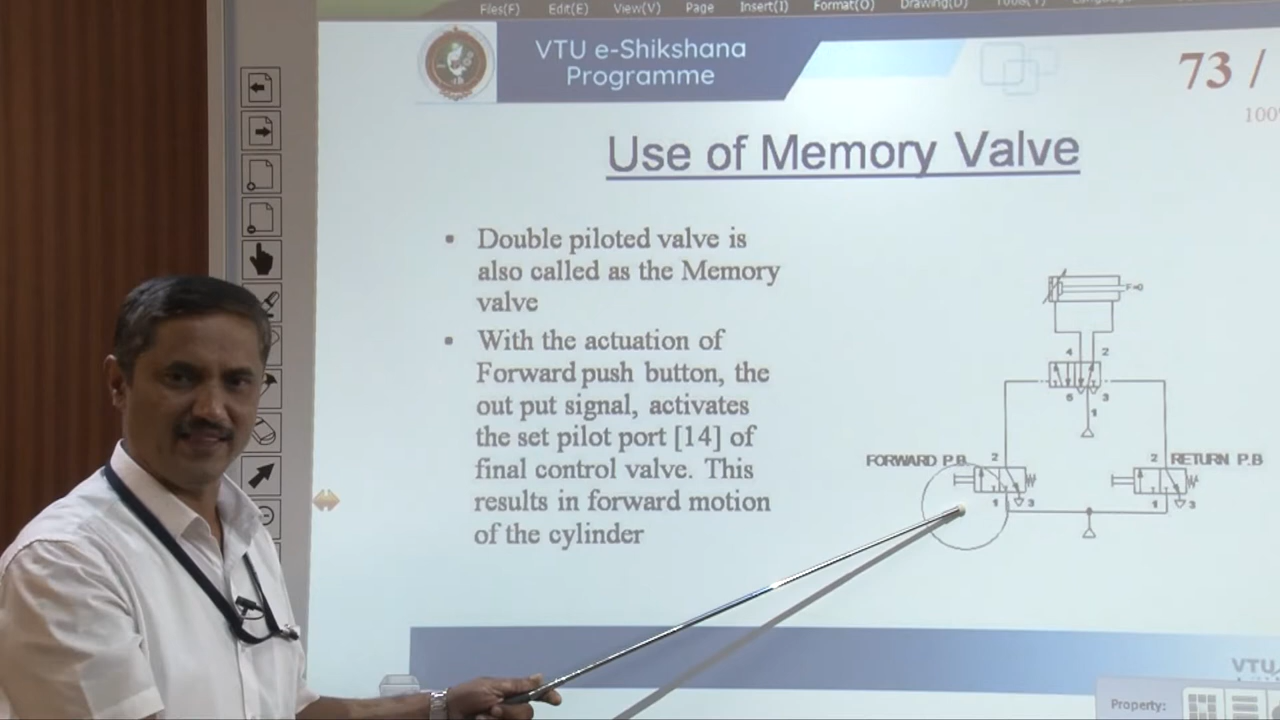 Files(F) Edit(E) View(V) Page Insert(I) Format(O) Drawing(D)
VTU e-Shikshana
Programme
73 /
Use of Memory Valve
• Double piloted valve is
also called as the Memory
valve
• With the actuation of
Forward push button, the
out put signal, activates
the set pilot port [14] of
final control valve. This
results in forward motion
of the cylinder
F=0
4 2
5 3
1
FORWARD P.B 2
1 3
2 RETURN P.B
1 3
VTU
Property: